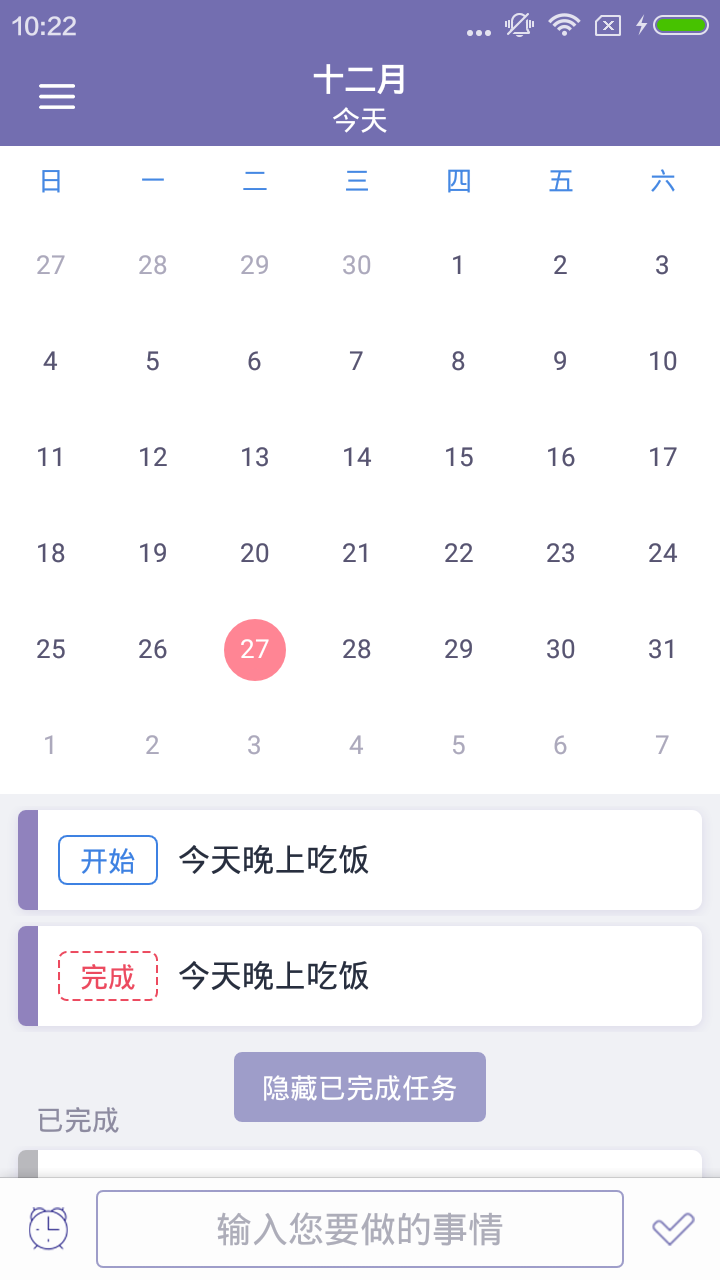 10:22
十二月
今天
日 一 二 三 四 五 六
27 28 29 30 1 2 3
4 5 6 7 8 9 10
11 12 13 14 15 16 17
18 19 20 21 22 23 24
25 26 27 28 29 30 31
1 2 3 4 5 6 7
开始 今天晚上吃饭
完成 今天晚上吃饭
隐藏已完成任务
已完成
输入您要做的事情